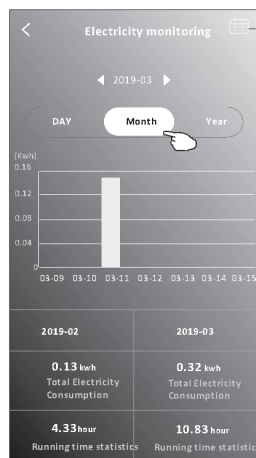 Electricity monitoring
2019-03
DAY Month Year
(Kwh)
0.16
0.12
0.08
0.04
0
03-09 03-10 03-11 03-12 03-13 03-14 03-15
2019-02 2019-03
0.13 kwh 0.32 kwh
Total Electricity Total Electricity
Consumption Consumption
4.33hour 10.83 hour
Running time statistics Running time statistic